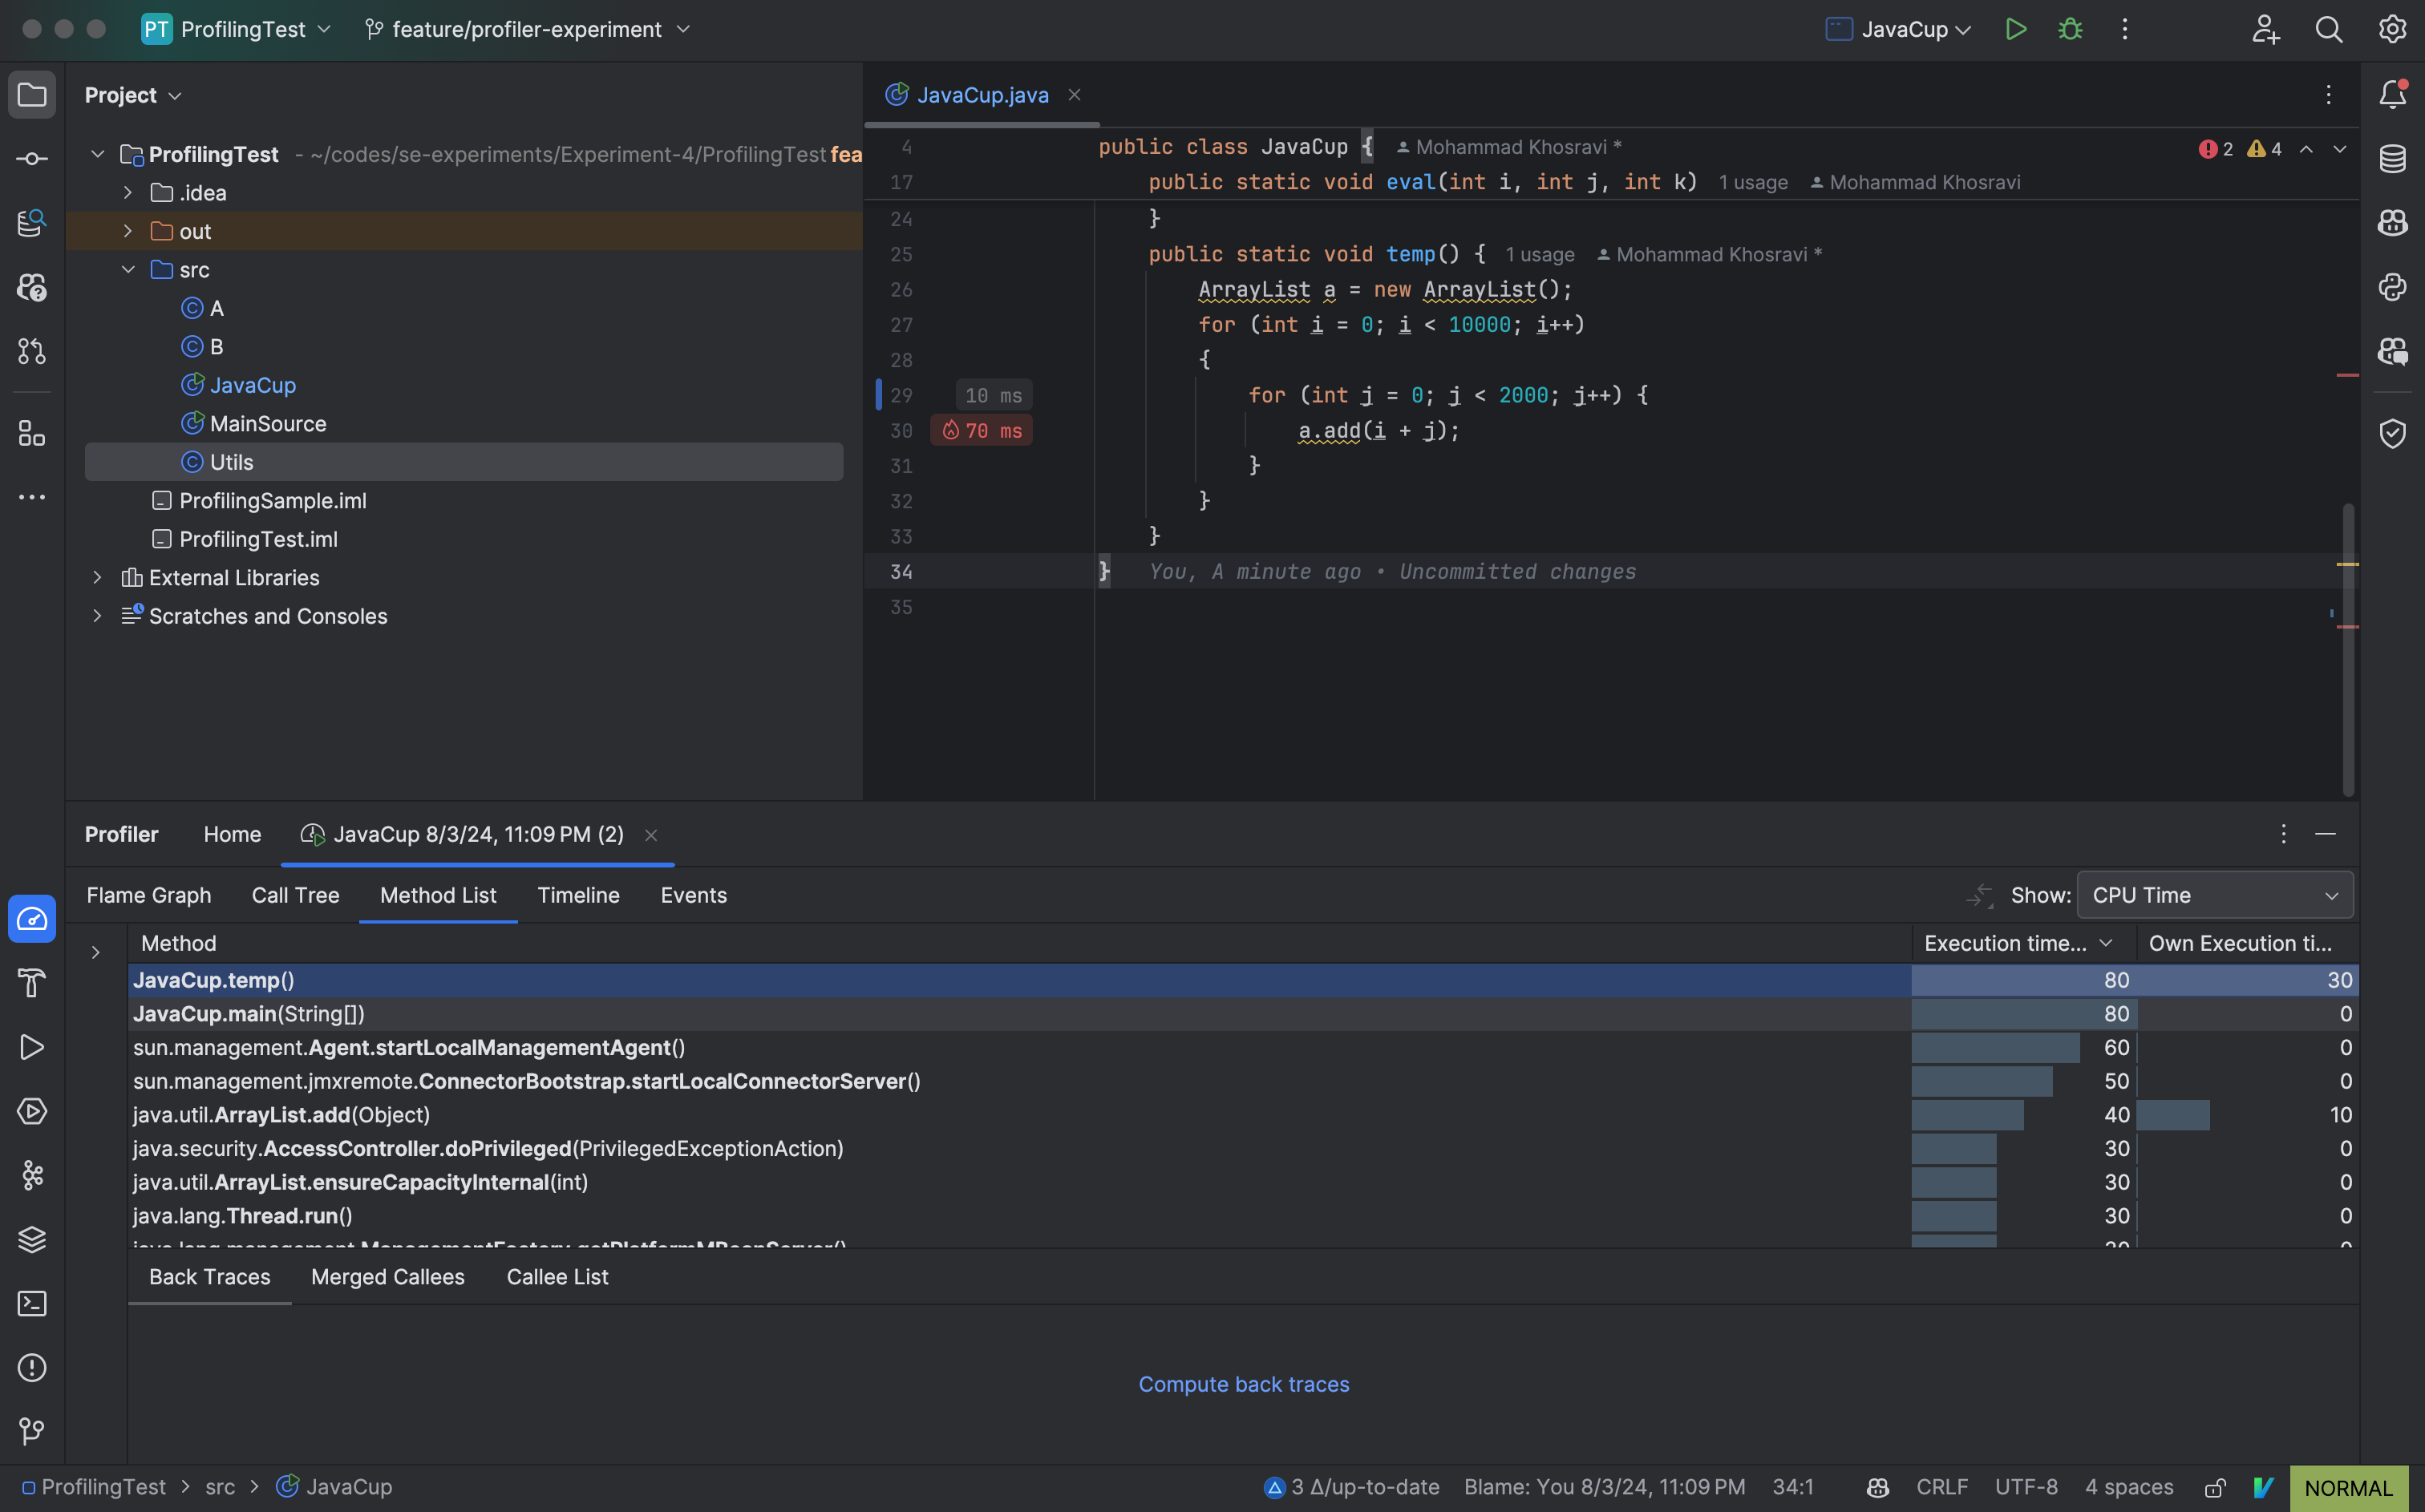 PT ProfilingTest feature/profiler-experiment JavaCup
Project
ProfilingTest - ~/codes/se-experiments/Experiment-4/ProfilingTest fea
.idea
out
src
A
B
JavaCup
MainSource
Utils
ProfilingSample.iml
ProfilingTest.iml
External Libraries
Scratches and Consoles
JavaCup.java
4 public class JavaCup { Mohammad Khosravi * 2 4
17 public static void eval(int i, int j, int k) 1 usage Mohammad Khosravi
24 }
25 public static void temp() { 1 usage Mohammad Khosravi *
26 ArrayList a = new ArrayList();
27 for (int i = 0; i < 10000; i++)
28 {
29 10 ms for (int j = 0; j < 2000; j++) {
30 70 ms a.add(i + j);
31 }
32 }
33 }
34 } You, A minute ago • Uncommitted changes
35
Profiler Home JavaCup 8/3/24, 11:09 PM (2)
Flame Graph Call Tree Method List Timeline Events Show: CPU Time
Method Execution time... Own Execution ti...
JavaCup.temp() 80 30
JavaCup.main(String[]) 80 0
sun.management.Agent.startLocalManagementAgent() 60 0
sun.management.jmxremote.ConnectorBootstrap.startLocalConnectorServer() 50 0
java.util.ArrayList.add(Object) 40 10
java.security.AccessController.doPrivileged(PrivilegedExceptionAction) 30 0
java.util.ArrayList.ensureCapacityInternal(int) 30 0
java.lang.Thread.run() 30 0
java.lang.management.ManagementFactory.getPlatformMBeanServer() 30 0
Back Traces Merged Callees Callee List
Compute back traces
ProfilingTest > src > JavaCup 3 Δ/up-to-date Blame: You 8/3/24, 11:09 PM 34:1 CRLF UTF-8 4 spaces NORMAL